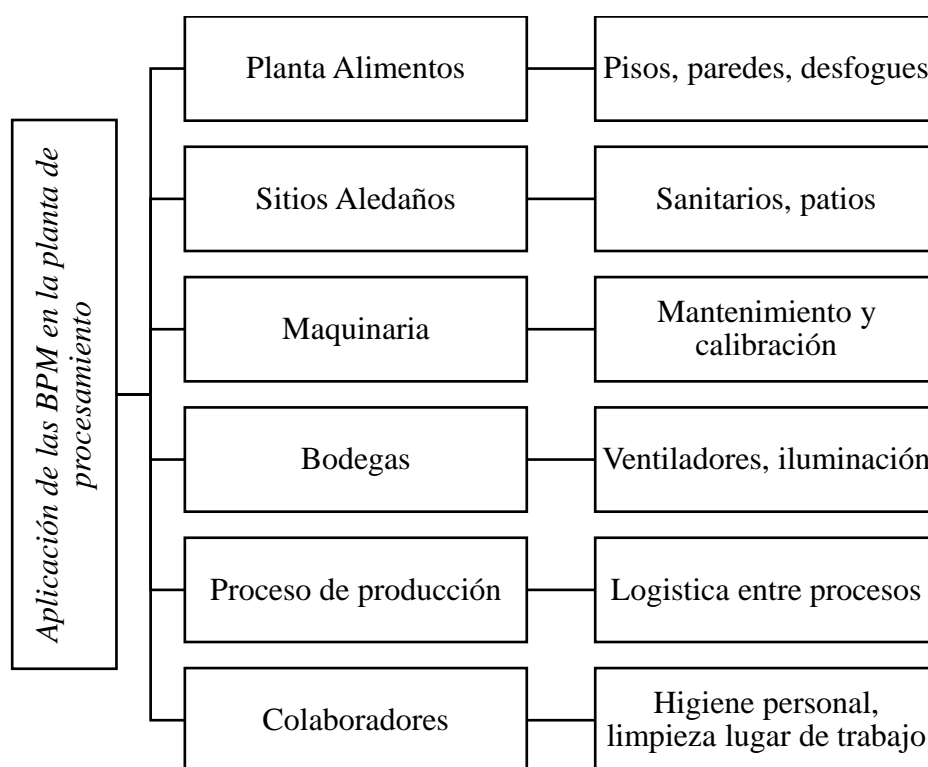 Aplicación de las BPM en la planta de
procesamiento
Planta Alimentos
Pisos, paredes, desfogues
Sitios Aledaños
Sanitarios, patios
Maquinaria
Mantenimiento y
calibración
Bodegas
Ventiladores, iluminación
Proceso de producción
Logistica entre procesos
Colaboradores
Higiene personal,
limpieza lugar de trabajo